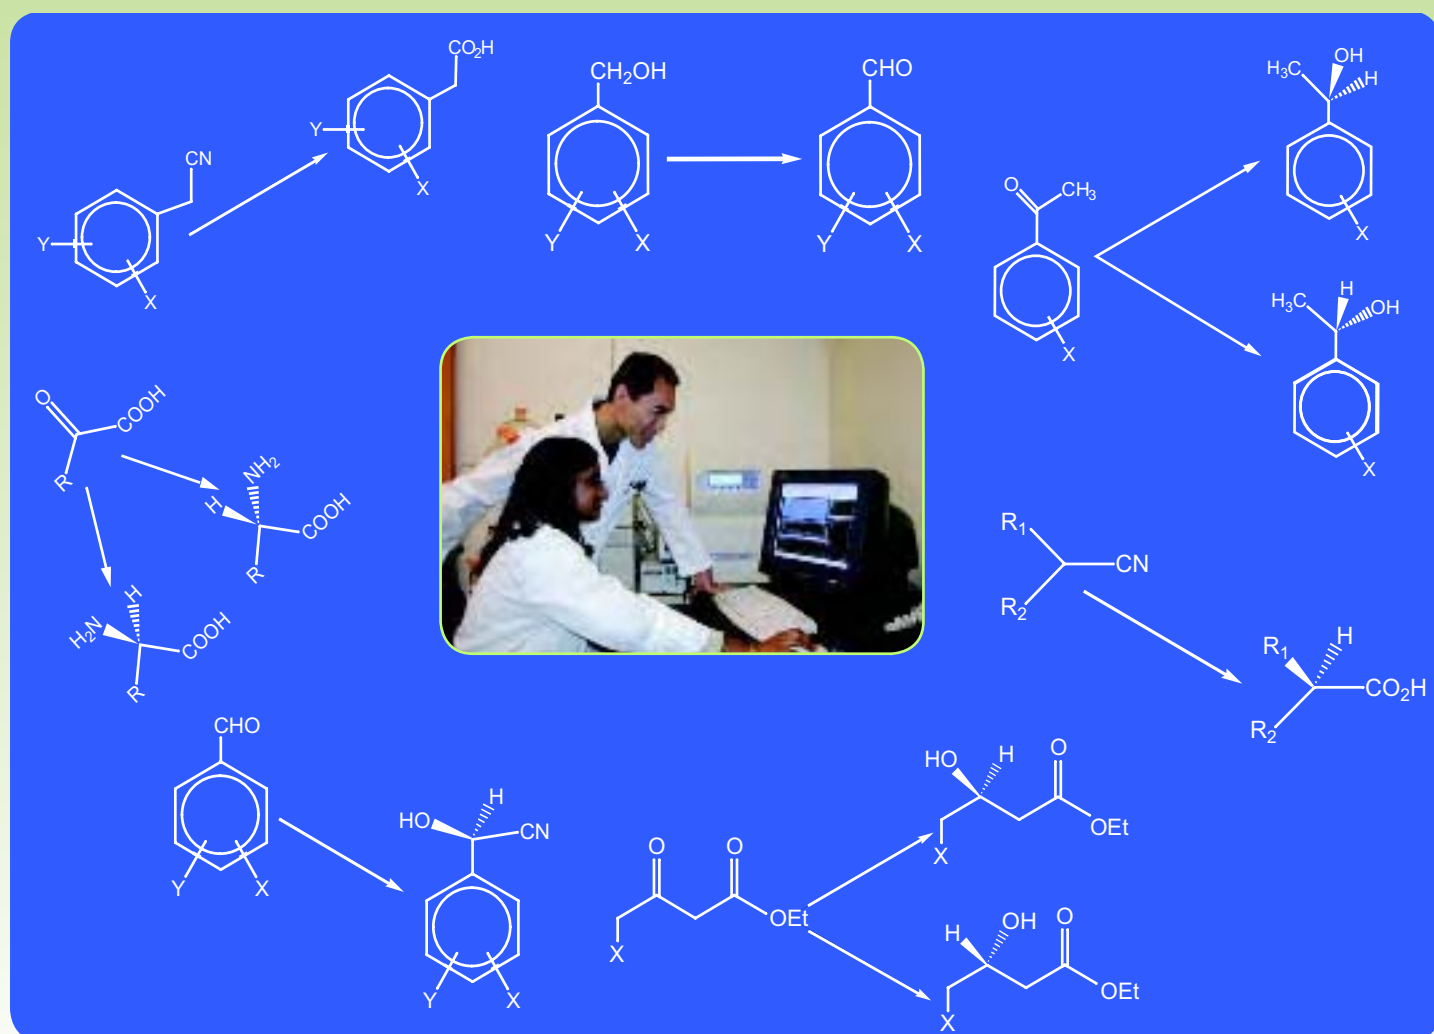 CO₂H
Y
X
CN
Y
X
CH₂OH
Y
X
CHO
Y
X
O
CH₃
X
H₃C
OH
H
X
H₃C
H
OH
X
O
COOH
R
NH₂
H
COOH
R
H
H₂N
COOH
R
R₁
CN
R₂
R₁
H
CO₂H
R₂
CHO
Y
X
H
HO
CN
Y
X
O
O
OEt
X
HO
H
O
OEt
X
H
OH
O
OEt
X